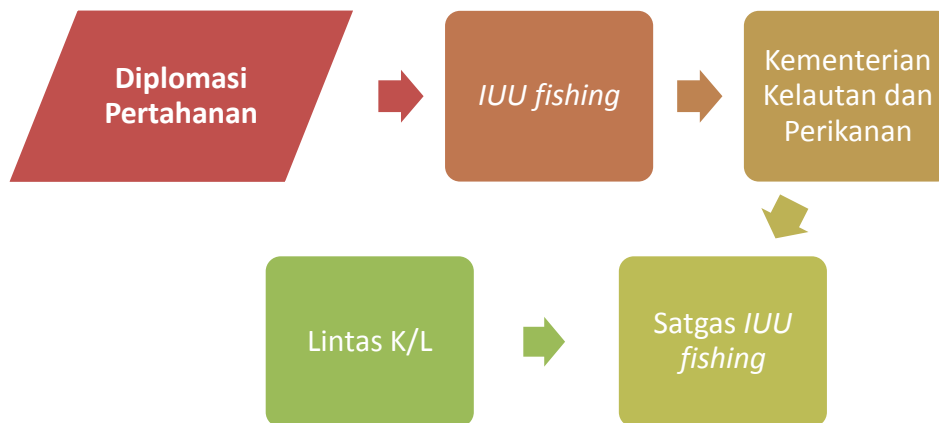 Diplomasi
Pertahanan
IUU fishing
Kementerian
Kelautan dan
Perikanan
Lintas K/L
Satgas IUU
fishing